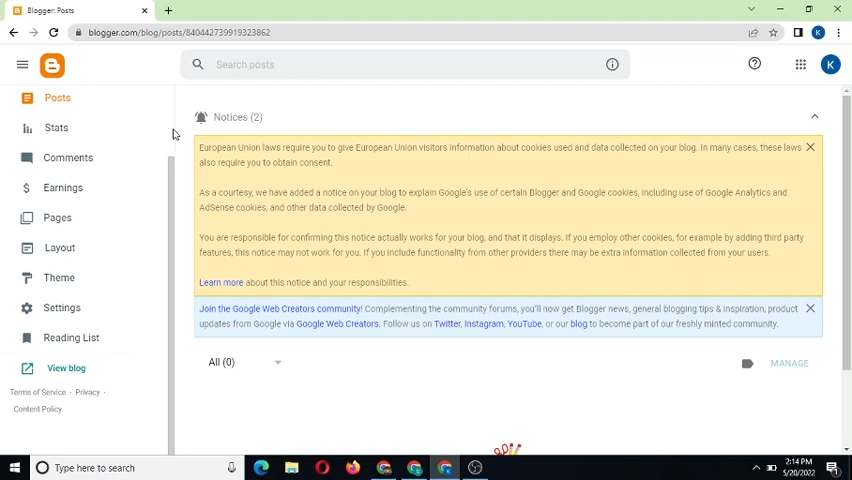 Blogger: Posts
blogger.com/blog/posts/840442739919323862
K
Search posts
K
Posts
Stats
Comments
Earnings
Pages
Layout
Theme
Settings
Reading List
View blog
Terms of Service · Privacy ·
Content Policy
Notices (2)
European Union laws require you to give European Union visitors information about cookies used and data collected on your blog. In many cases, these laws
also require you to obtain consent.
As a courtesy, we have added a notice on your blog to explain Google's use of certain Blogger and Google cookies, including use of Google Analytics and
AdSense cookies, and other data collected by Google.
You are responsible for confirming this notice actually works for your blog, and that it displays. If you employ other cookies, for example by adding third party
features, this notice may not work for you. If you include functionality from other providers there may be extra information collected from your users.
Learn more about this notice and your responsibilities.
Join the Google Web Creators community! Complementing the community forums, you'll now get Blogger news, general blogging tips & inspiration, product
updates from Google via Google Web Creators. Follow us on Twitter, Instagram, YouTube, or our blog to become part of our freshly minted community.
All (0)
MANAGE
Type here to search
2:14 PM
5/20/2022